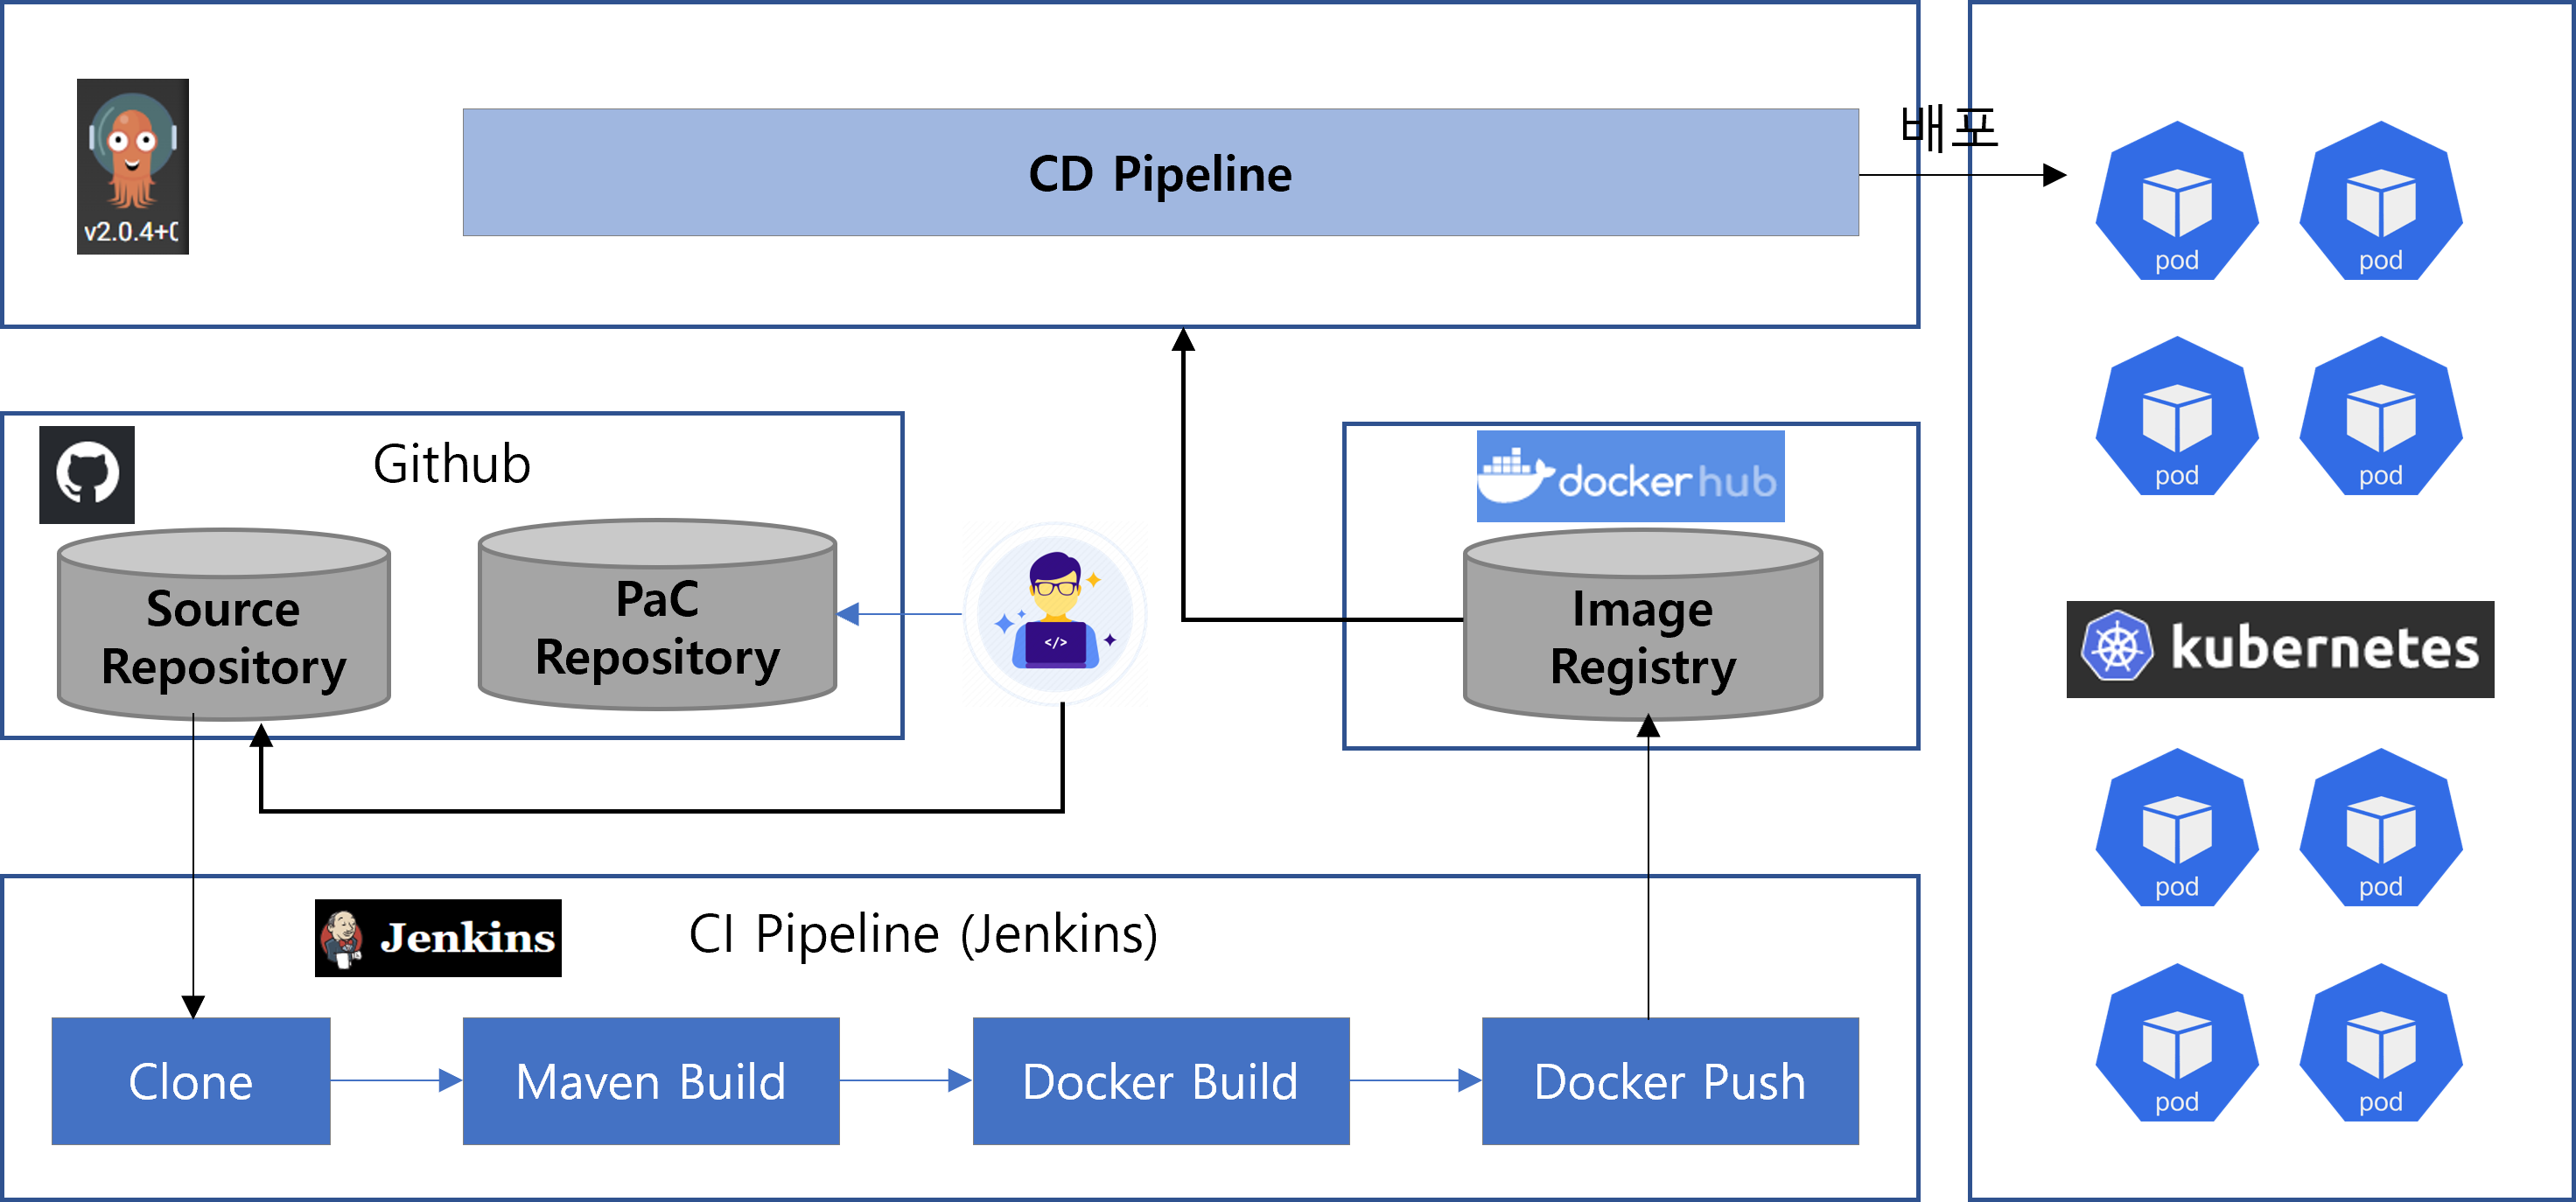 v2.0.4+0
CD Pipeline
배포
pod
pod
pod
pod
Github
Source
Repository
PaC
Repository
</>
docker hub
Image
Registry
kubernetes
pod
pod
pod
pod
Jenkins
CI Pipeline (Jenkins)
Clone
Maven Build
Docker Build
Docker Push